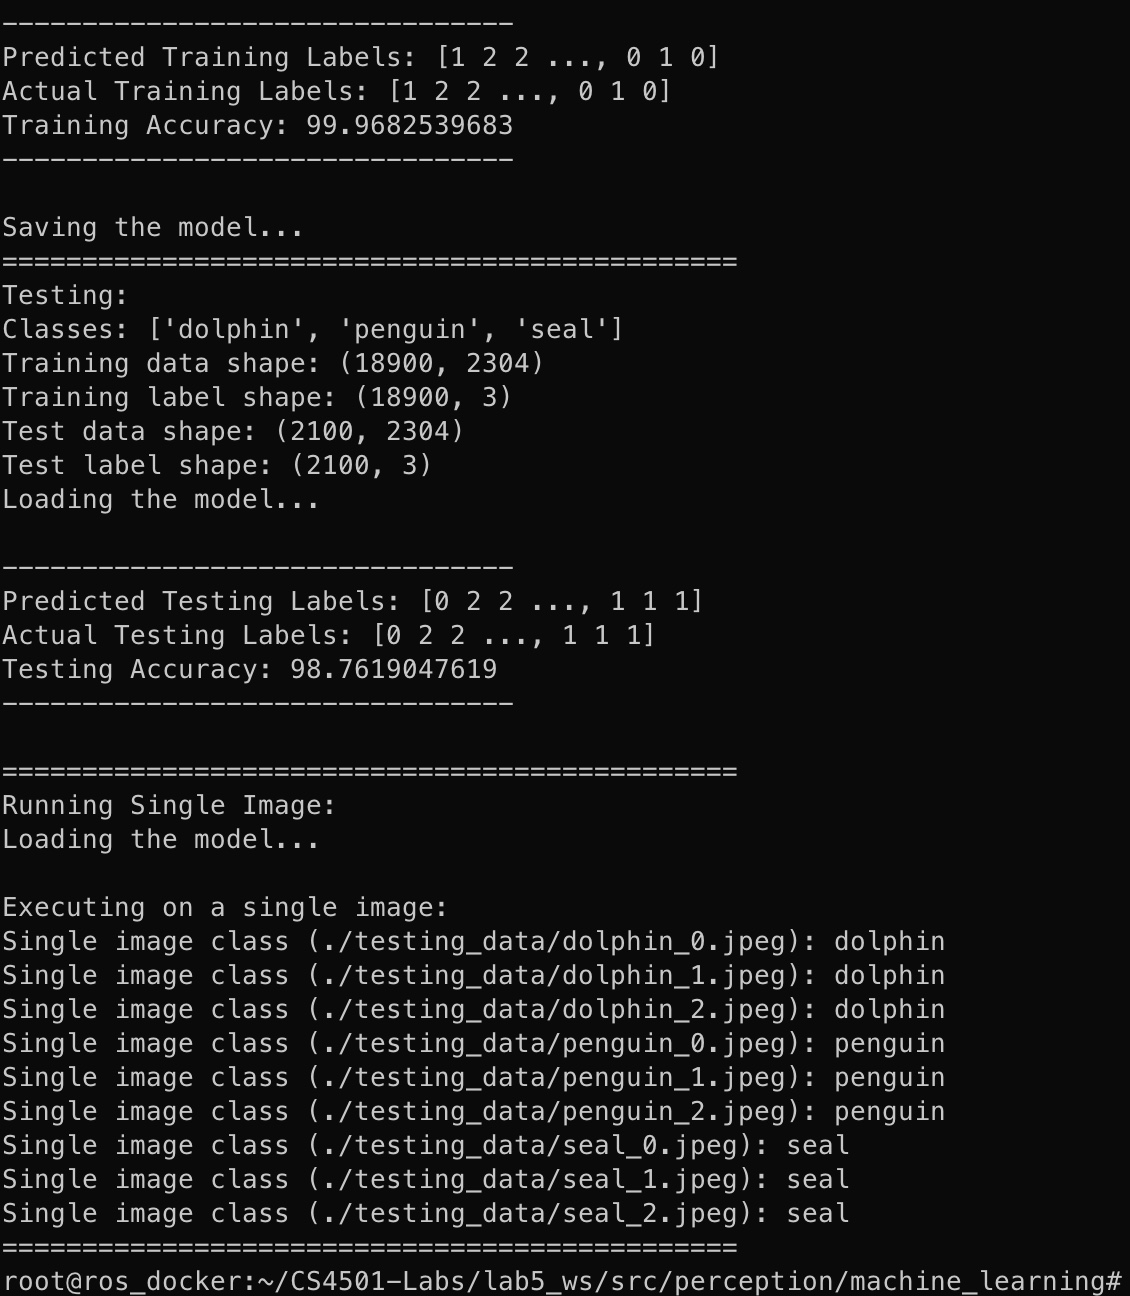 --------------------------------
Predicted Training Labels: [1 2 2 ..., 0 1 0]
Actual Training Labels: [1 2 2 ..., 0 1 0]
Training Accuracy: 99.9682539683
--------------------------------
Saving the model...
==============================================
Testing:
Classes: ['dolphin', 'penguin', 'seal']
Training data shape: (18900, 2304)
Training label shape: (18900, 3)
Test data shape: (2100, 2304)
Test label shape: (2100, 3)
Loading the model...
--------------------------------
Predicted Testing Labels: [0 2 2 ..., 1 1 1]
Actual Testing Labels: [0 2 2 ..., 1 1 1]
Testing Accuracy: 98.7619047619
--------------------------------
==============================================
Running Single Image:
Loading the model...
Executing on a single image:
Single image class (./testing_data/dolphin_0.jpeg): dolphin
Single image class (./testing_data/dolphin_1.jpeg): dolphin
Single image class (./testing_data/dolphin_2.jpeg): dolphin
Single image class (./testing_data/penguin_0.jpeg): penguin
Single image class (./testing_data/penguin_1.jpeg): penguin
Single image class (./testing_data/penguin_2.jpeg): penguin
Single image class (./testing_data/seal_0.jpeg): seal
Single image class (./testing_data/seal_1.jpeg): seal
Single image class (./testing_data/seal_2.jpeg): seal
==============================================
root@ros_docker:~/CS4501-Labs/lab5_ws/src/perception/machine_learning#